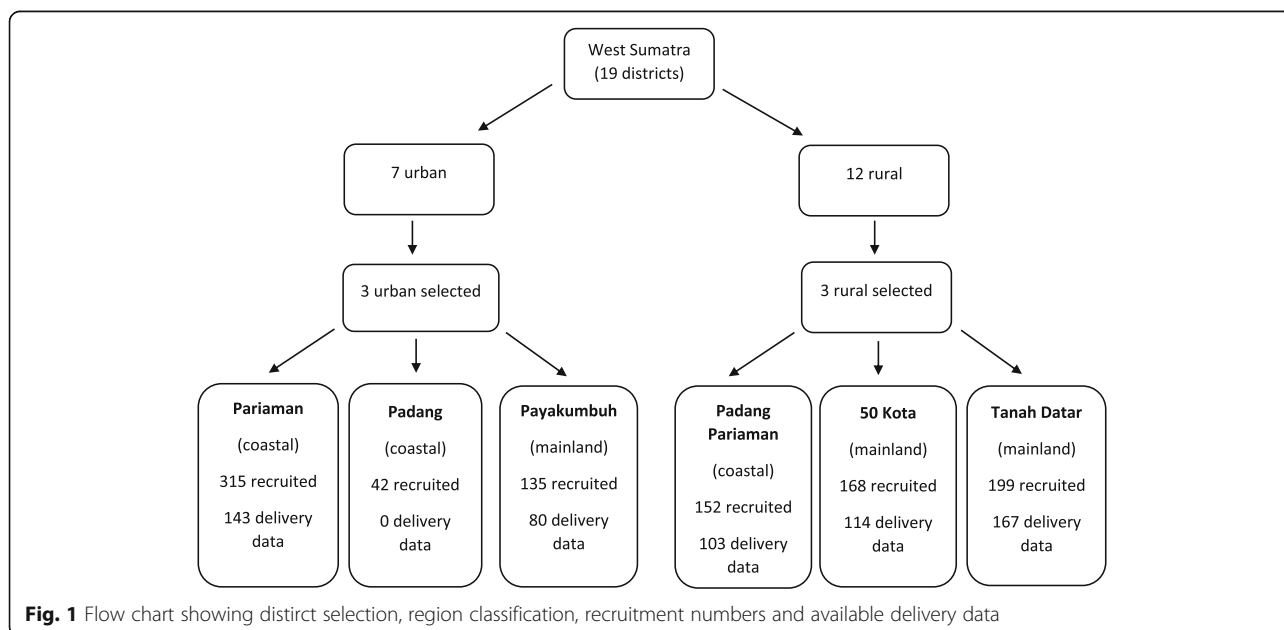 West Sumatra
(19 districts)
7 urban
12 rural
3 urban selected
3 rural selected
Pariaman
(coastal)
315 recruited
143 delivery
data
Padang
(coastal)
42 recruited
0 delivery
data
Payakumbuh
(mainland)
135 recruited
80 delivery
data
Padang
Pariaman
(coastal)
152 recruited
103 delivery
data
50 Kota
(mainland)
168 recruited
114 delivery
data
Tanah Datar
(mainland)
199 recruited
167 delivery
data
Fig. 1 Flow chart showing distirct selection, region classification, recruitment numbers and available delivery data